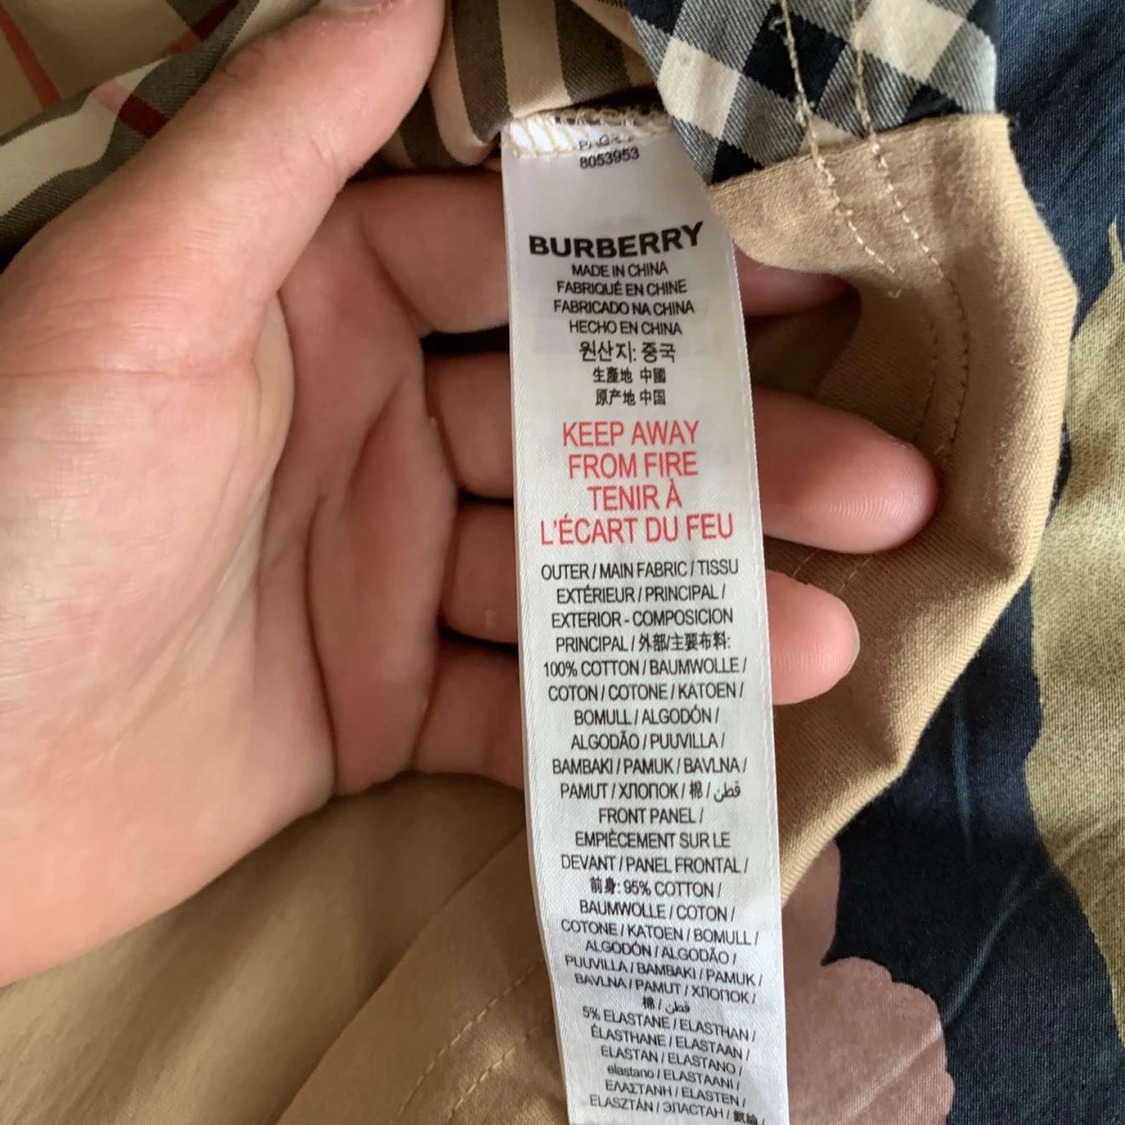 8053953
BURBERRY
MADE IN CHINA
FABRIQUÉ EN CHINE
FABRICADO NA CHINA
HECHO EN CHINA
원산지: 중국
生產地 中國
原产地 中国
KEEP AWAY
FROM FIRE
TENIR À
L'ÉCART DU FEU
OUTER / MAIN FABRIC / TISSU
EXTÉRIEUR / PRINCIPAL /
EXTERIOR - COMPOSICION
PRINCIPAL / 外部/主要布料:
100% COTTON / BAUMWOLLE /
COTON / COTONE / KATOEN /
BOMULL / ALGODÓN /
ALGODÃO / PUUVILLA /
BAMBAKI / PAMUK / BAVLNA /
PAMUT / ХЛОПОК / 棉 / قطن
FRONT PANEL /
EMPIÈCEMENT SUR LE
DEVANT / PANEL FRONTAL /
前身: 95% COTTON /
BAUMWOLLE / COTON /
COTONE / KATOEN / BOMULL /
ALGODÓN / ALGODÃO /
PUUVILLA / BAMBAKI / PAMUK /
BAVLNA / PAMUT / ХЛОПОК /
棉 / قطن
5% ELASTANE / ELASTHAN /
ÉLASTHANE / ELASTAAN /
ELASTAN / ELASTANO /
elastano / ELASTAANI /
ΕΛΑΣΤΑΝΗ / ELASTEN /
ELASZTÁN / ЭЛАСТАН /